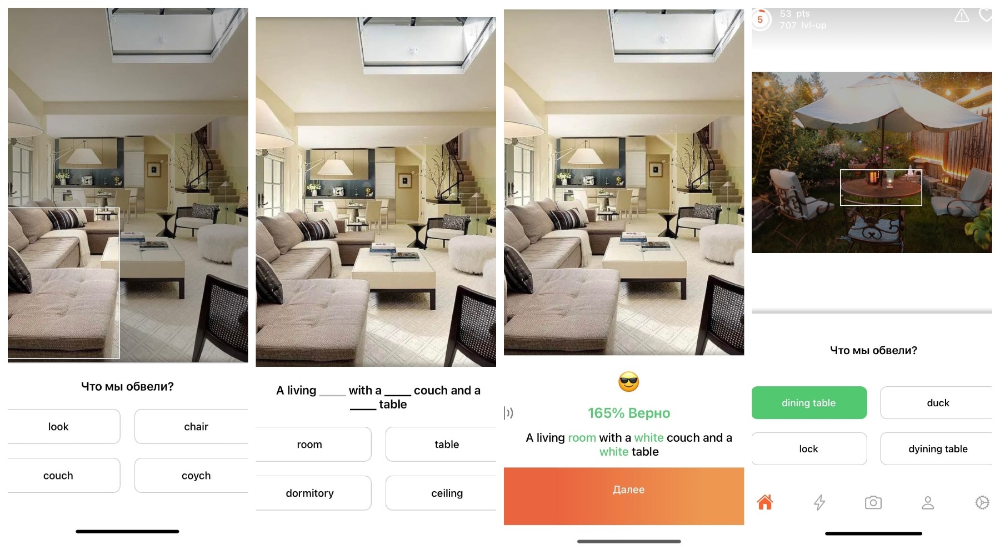 Что мы обвели?
look
chair
couch
coych
A living ____ with a ____ couch and a
____ table
room
table
dormitory
ceiling
165% Верно
A living room with a white couch and a
white table
Далее
5
53 pts
707 lvl-up
Что мы обвели?
dining table
duck
lock
dyining table